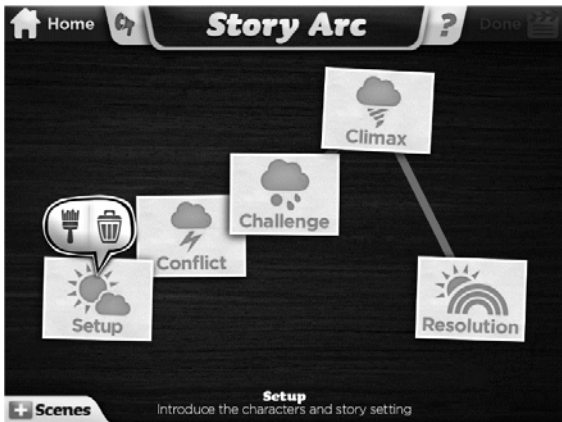 Home
Story Arc
?
Done
Climax
Challenge
Conflict
Setup
Resolution
Setup
Introduce the characters and story setting
+ Scenes